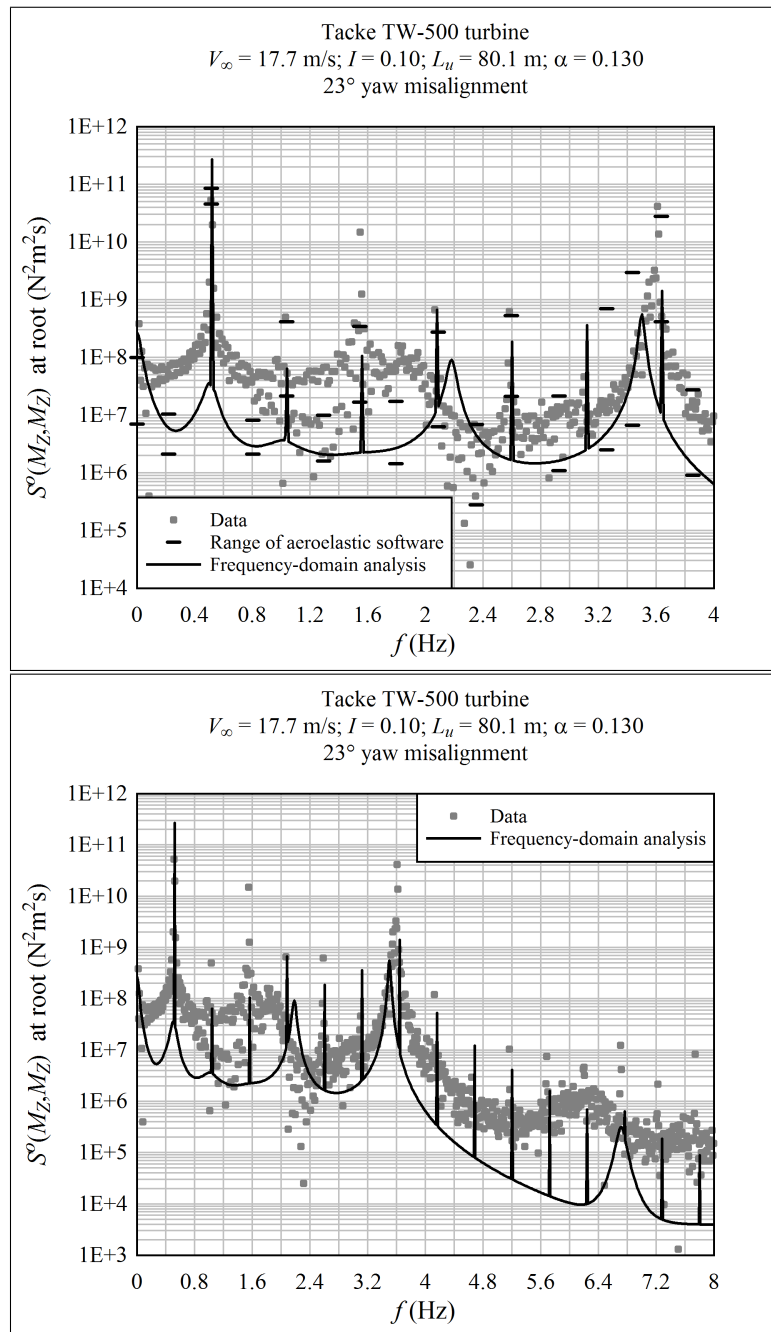 Tacke TW-500 turbine
V∞ = 17.7 m/s; I = 0.10; Lu = 80.1 m; α = 0.130
23° yaw misalignment
1E+12
1E+11
1E+10
1E+9
1E+8
1E+7
1E+6
1E+5
1E+4
S°(MZ,MZ) at root (N²m²s)
Data
Range of aeroelastic software
Frequency-domain analysis
0 0.4 0.8 1.2 1.6 2 2.4 2.8 3.2 3.6 4
f (Hz)
Tacke TW-500 turbine
V∞ = 17.7 m/s; I = 0.10; Lu = 80.1 m; α = 0.130
23° yaw misalignment
1E+12
1E+11
1E+10
1E+9
1E+8
1E+7
1E+6
1E+5
1E+4
1E+3
S°(MZ,MZ) at root (N²m²s)
Data
Frequency-domain analysis
0 0.8 1.6 2.4 3.2 4 4.8 5.6 6.4 7.2 8
f (Hz)